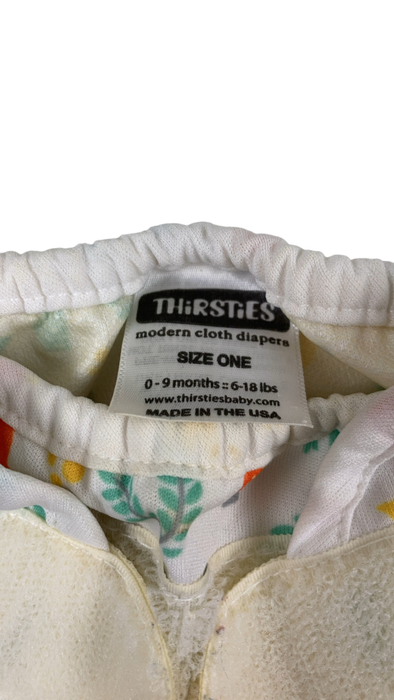 THiRSTiES
modern cloth diapers
SIZE ONE
0 - 9 months :: 6-18 lbs
www.thirstiesbaby.com
MADE IN THE USA